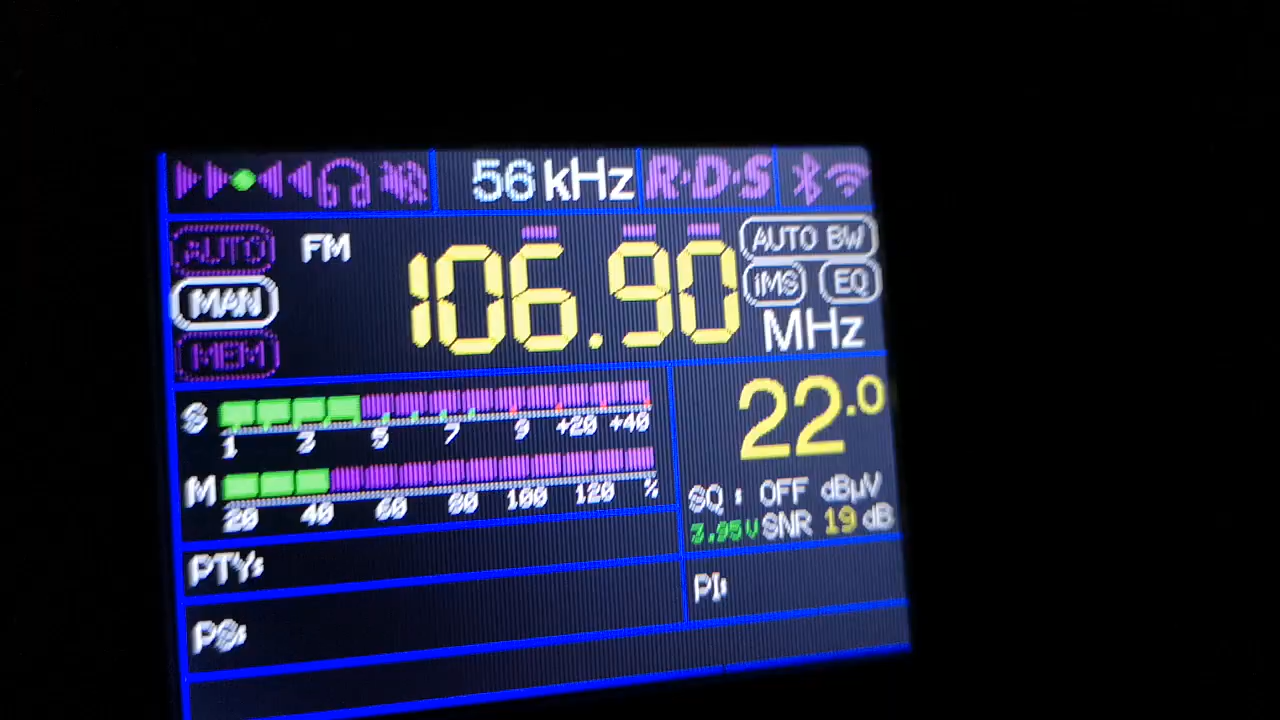 56 kHz R·D·S
AUTO FM 106.90 AUTO BW
MAN iMS EQ
MEM MHz
S 22.0
1 3 5 7 9 +20 +40
M SQ : OFF dBµV
20 40 60 80 100 120 %
3.95V SNR 19 dB
PTY:
PI:
PS: